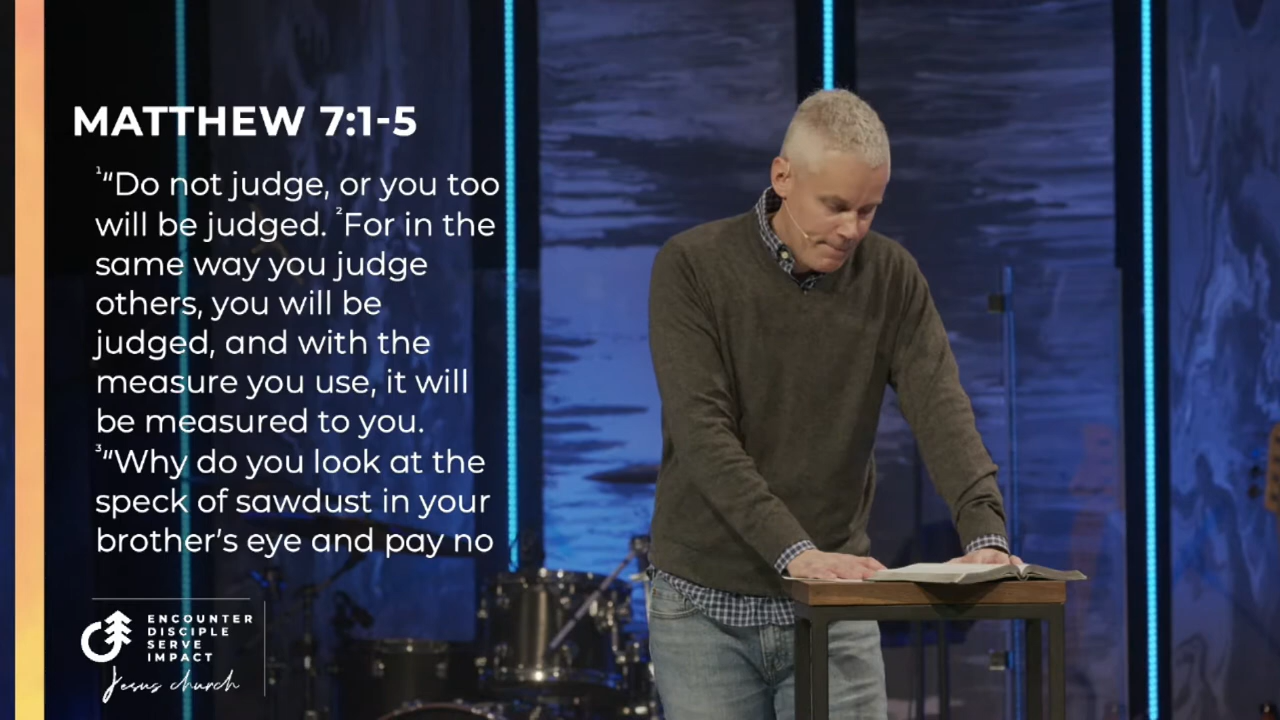 MATTHEW 7:1-5
¹“Do not judge, or you too
will be judged. ²For in the
same way you judge
others, you will be
judged, and with the
measure you use, it will
be measured to you.
³“Why do you look at the
speck of sawdust in your
brother’s eye and pay no
ENCOUNTER
DISCIPLE
SERVE
IMPACT
Jesus church